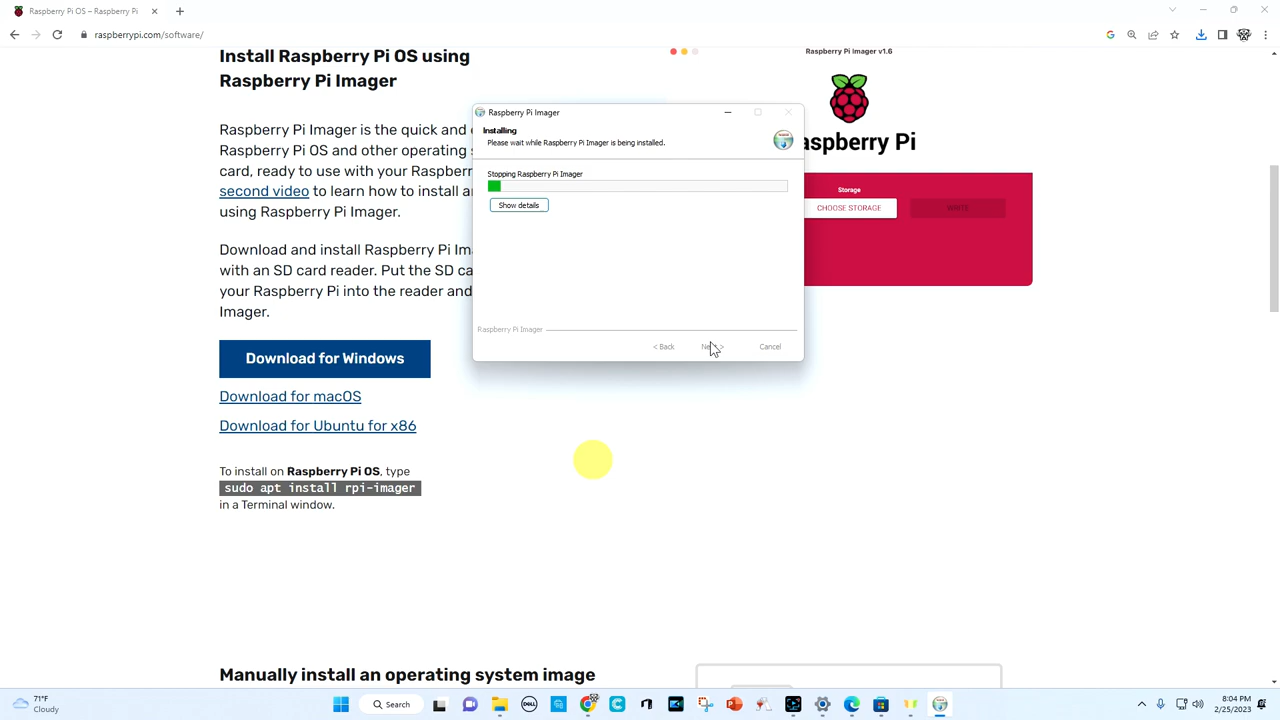 Raspberry Pi OS – Raspberry Pi
raspberrypi.com/software/
Install Raspberry Pi OS using
Raspberry Pi Imager
Raspberry Pi Imager is the quick and
Raspberry Pi OS and other operating
card, ready to use with your Raspberr
second video to learn how to install
using Raspberry Pi Imager.
Download and install Raspberry Pi Ima
with an SD card reader. Put the SD ca
your Raspberry Pi into the reader and
Imager.
Download for Windows
Download for macOS
Download for Ubuntu for x86
To install on Raspberry Pi OS, type
sudo apt install rpi-imager
in a Terminal window.
Manually install an operating system image
Raspberry Pi Imager
Installing
Please wait while Raspberry Pi Imager is being installed.
Stopping Raspberry Pi Imager
Show details
Raspberry Pi Imager
< Back
Next >
Cancel
Raspberry Pi Imager v1.6
aspberry Pi
Storage
CHOOSE STORAGE
WRITE
71°F
Cloudy
Search
DELL
8:04 PM
2/25/2023